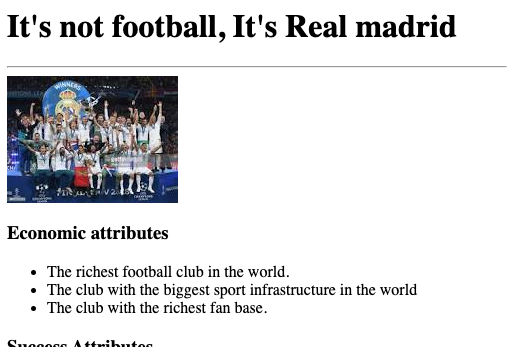 It's not football, It's Real madrid
WINNERS
Economic attributes
The richest football club in the world.
The club with the biggest sport infrastructure in the world
The club with the richest fan base.
Success Attributes